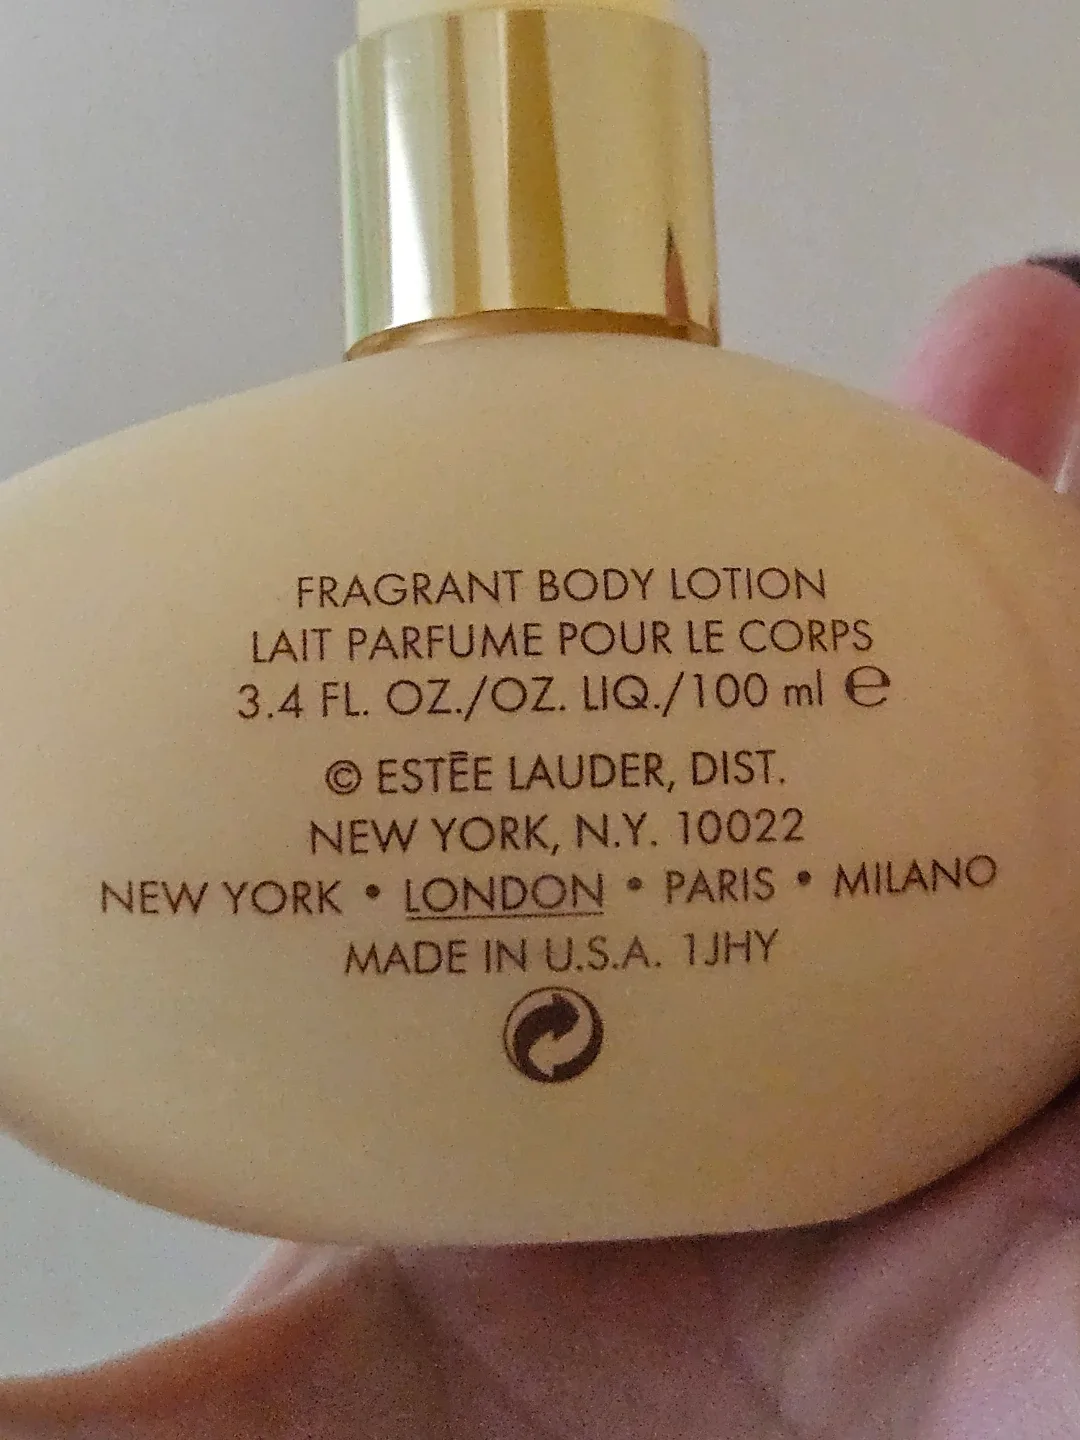 FRAGRANT BODY LOTION
LAIT PARFUME POUR LE CORPS
3.4 FL. OZ./OZ. LIQ./100 ml ℮
© ESTĒE LAUDER, DIST.
NEW YORK, N.Y. 10022
NEW YORK • LONDON • PARIS • MILANO
MADE IN U.S.A. 1JHY